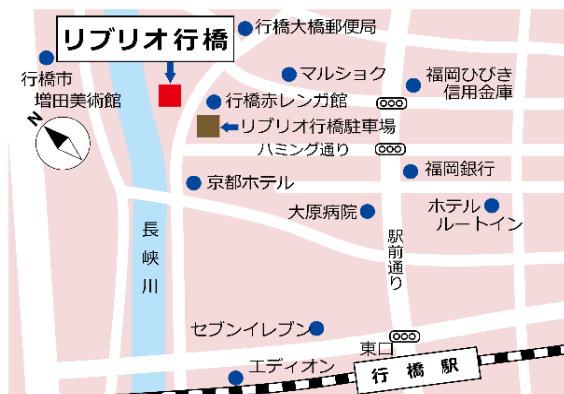 リブリオ行橋
行橋大橋郵便局
行橋市
増田美術館
マルショク
福岡ひびき
信用金庫
行橋赤レンガ館
リブリオ行橋駐車場
N
ハミング通り
京都ホテル
福岡銀行
大原病院
ホテル
ルートイン
長峡川
駅前通り
セブンイレブン
東口
エディオン
行橋駅